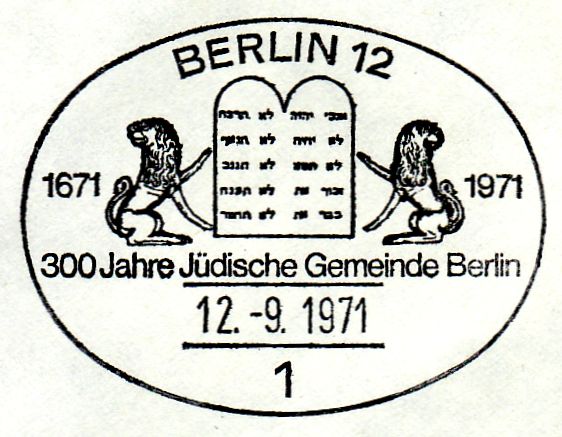 BERLIN 12
אנכי יהוה לא תרצח
לא יהיה לא תנאף
לא תשא לא תגנב
זכור את לא תענה
כבד את לא תחמד
1671 1971
300 Jahre Jüdische Gemeinde Berlin
12.-9. 1971
1